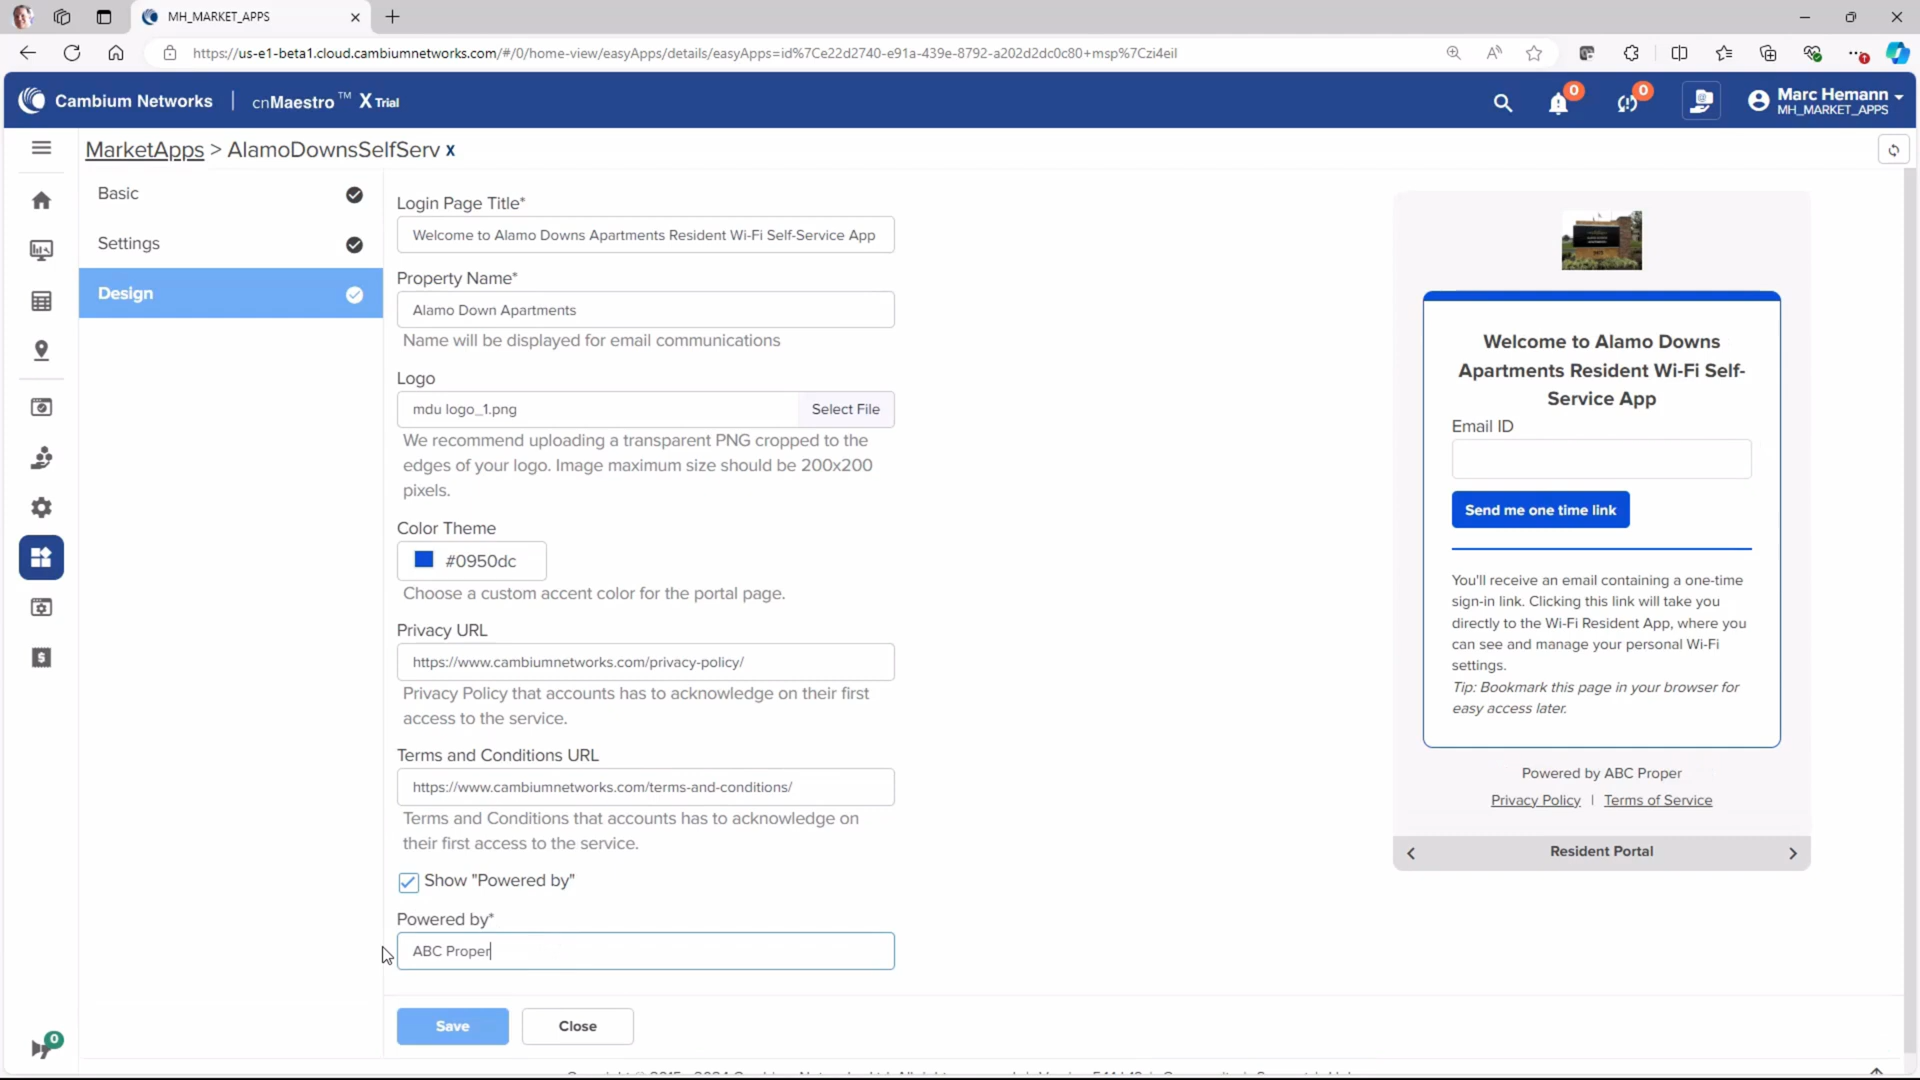 MH_MARKET_APPS
https://us-e1-beta1.cloud.cambiumnetworks.com/#/0/home-view/easyApps/details/easyApps=id%7Ce22d2740-e91a-439e-8792-a202d2dc0c80+msp%7Czi4eil
Cambium Networks | cnMaestro™ X Trial
0
0
Marc Hemann
MH_MARKET_APPS
MarketApps > AlamoDownsSelfServ X
Basic
Settings
Design
Login Page Title*
Welcome to Alamo Downs Apartments Resident Wi-Fi Self-Service App
Property Name*
Alamo Down Apartments
Name will be displayed for email communications
Logo
mdu logo_1.png
Select File
We recommend uploading a transparent PNG cropped to the
edges of your logo. Image maximum size should be 200x200
pixels.
Color Theme
#0950dc
Choose a custom accent color for the portal page.
Privacy URL
https://www.cambiumnetworks.com/privacy-policy/
Privacy Policy that accounts has to acknowledge on their first
access to the service.
Terms and Conditions URL
https://www.cambiumnetworks.com/terms-and-conditions/
Terms and Conditions that accounts has to acknowledge on
their first access to the service.
Show "Powered by"
Powered by*
ABC Proper
Save
Close
0
Welcome to Alamo Downs
Apartments Resident Wi-Fi Self-
Service App
Email ID
Send me one time link
You'll receive an email containing a one-time
sign-in link. Clicking this link will take you
directly to the Wi-Fi Resident App, where you
can see and manage your personal Wi-Fi
settings.
Tip: Bookmark this page in your browser for
easy access later.
Powered by ABC Proper
Privacy Policy | Terms of Service
Resident Portal